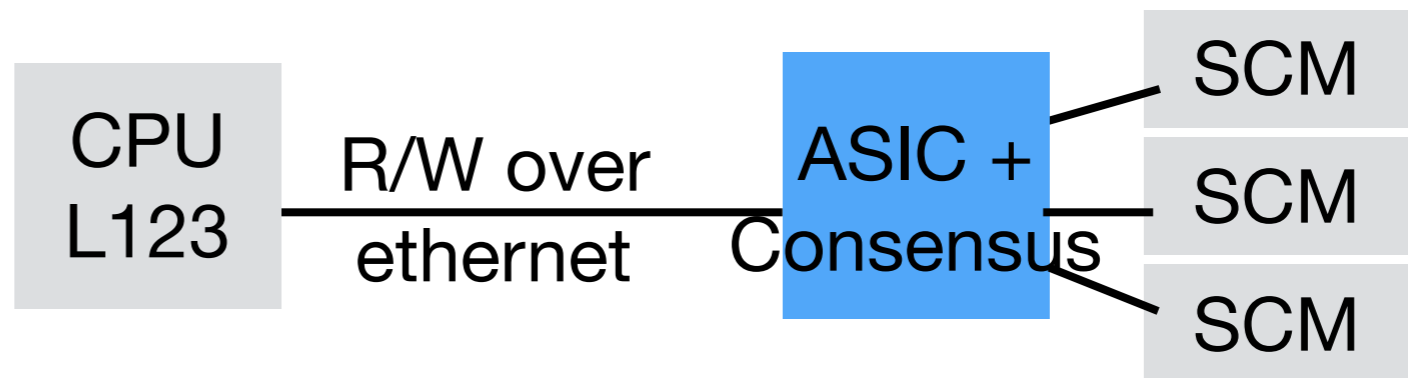 CPU
L123
R/W over
ethernet
ASIC +
Consensus
SCM
SCM
SCM